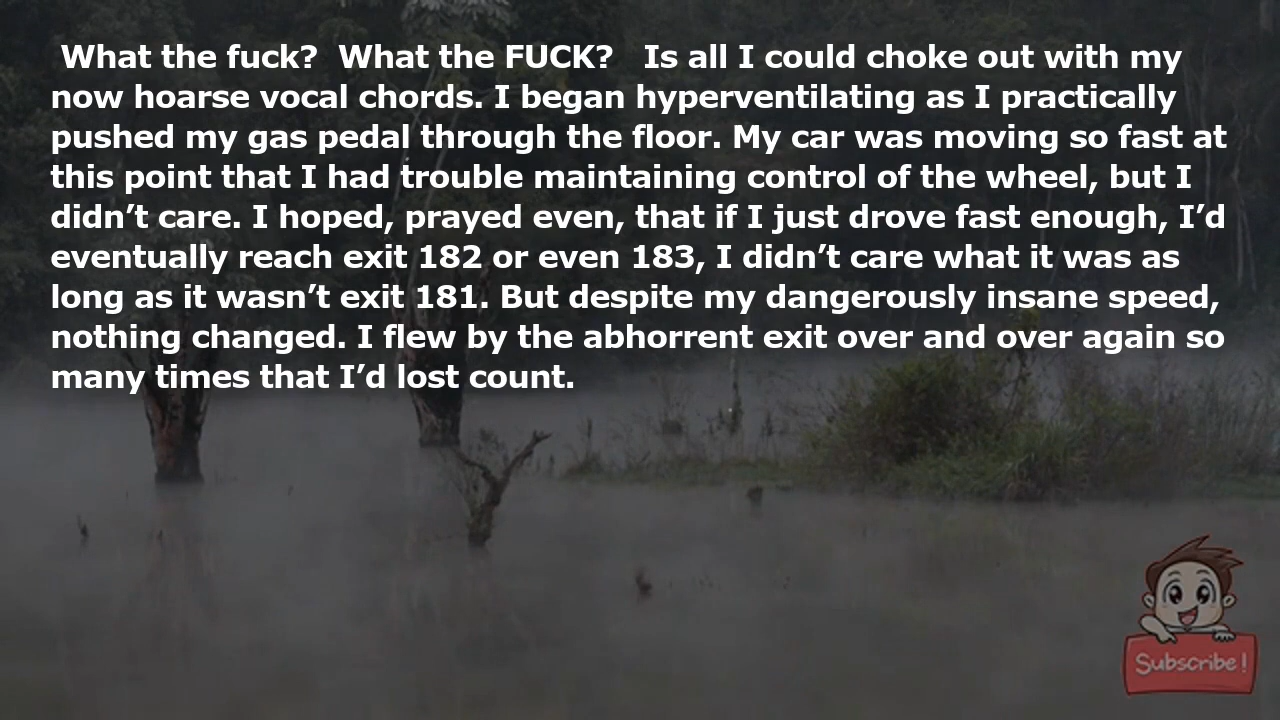 What the fuck?  What the FUCK?   Is all I could choke out with my
now hoarse vocal chords. I began hyperventilating as I practically
pushed my gas pedal through the floor. My car was moving so fast at
this point that I had trouble maintaining control of the wheel, but I
didn’t care. I hoped, prayed even, that if I just drove fast enough, I’d
eventually reach exit 182 or even 183, I didn’t care what it was as
long as it wasn’t exit 181. But despite my dangerously insane speed,
nothing changed. I flew by the abhorrent exit over and over again so
many times that I’d lost count.
Subscribe!